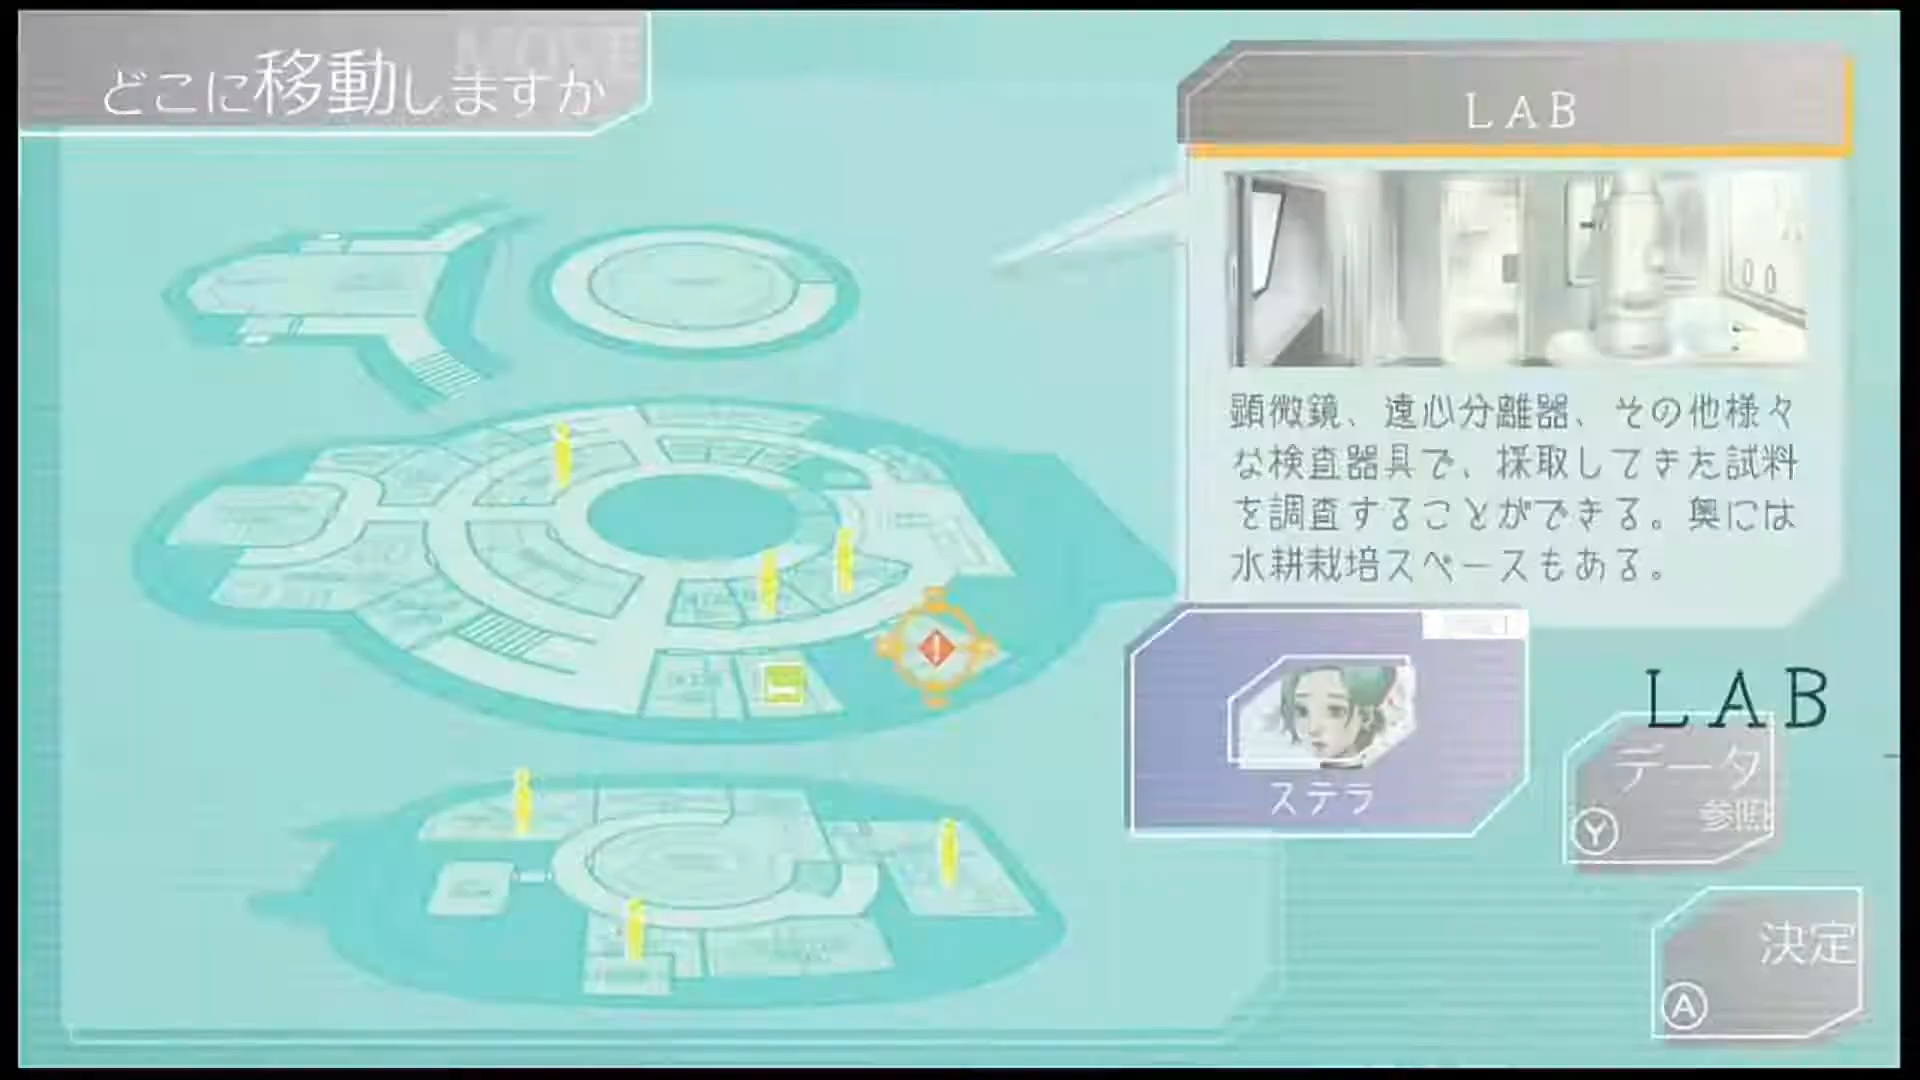 MOVE
どこに移動しますか
LAB
顕微鏡、遠心分離器、その他様々
な検査器具で、採取してきた試料
を調査することができる。奥には
水耕栽培スペースもある。
ステラ
LAB
データ
参照
Y
決定
A